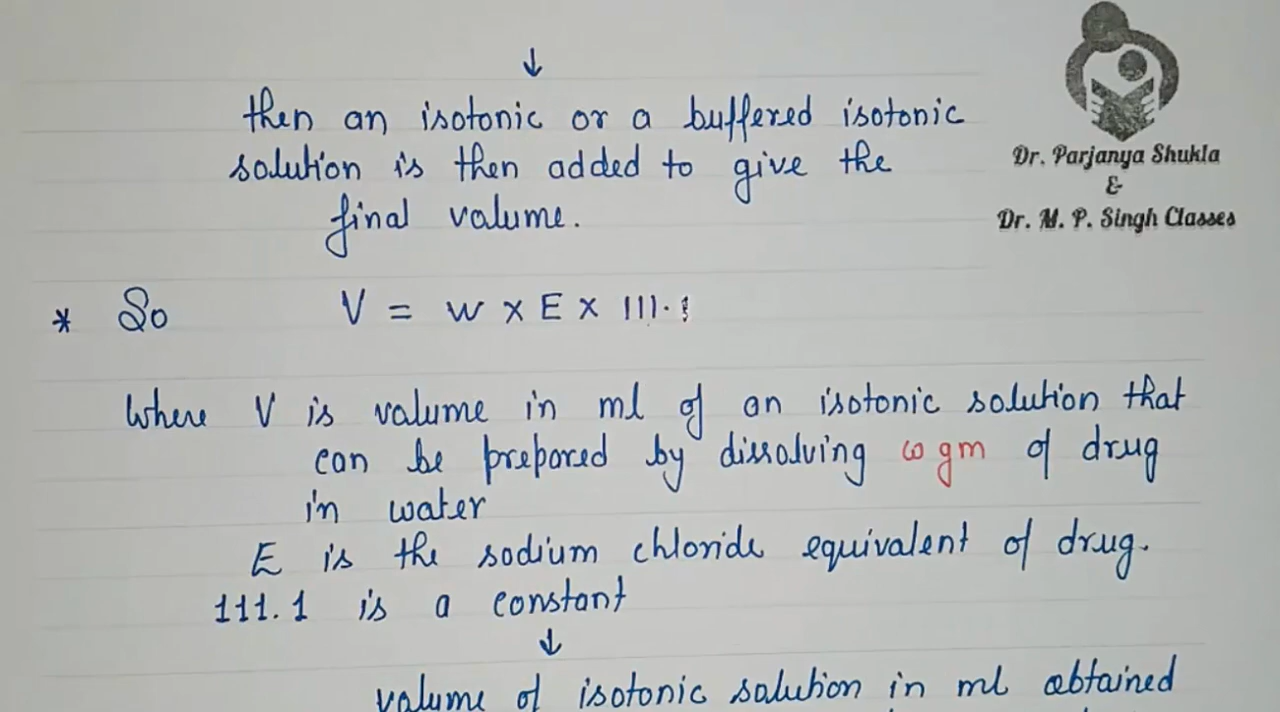 ↓
then an isotonic or a buffered isotonic
solution is then added to give the
final volume.
Dr. Parjanya Shukla
&
Dr. M. P. Singh Classes
* So V = W x E x 111.1
Where V is volume in ml of an isotonic solution that
can be prepared by dissolving w gm of drug
in water
E is the sodium chloride equivalent of drug.
111.1 is a constant
↓
volume of isotonic solution in ml obtained